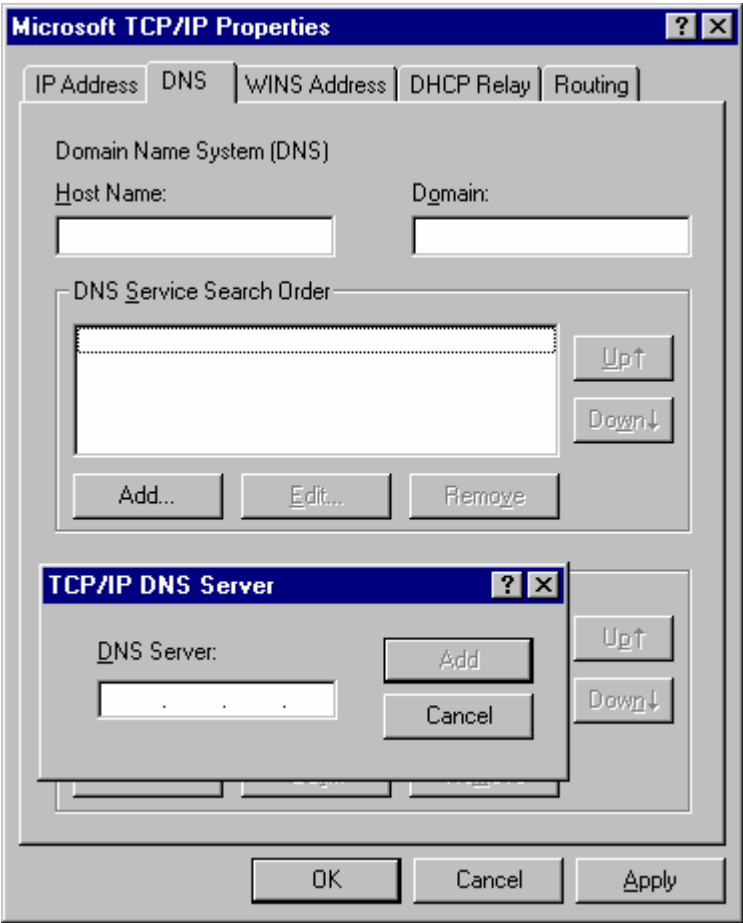 Microsoft TCP/IP Properties
IP Address DNS WINS Address DHCP Relay Routing
Domain Name System (DNS)
Host Name: Domain:
DNS Service Search Order
Up↑
Down↓
Add... Edit... Remove
TCP/IP DNS Server
DNS Server: Add
Up↑
. . . Cancel
Down↓
OK Cancel Apply